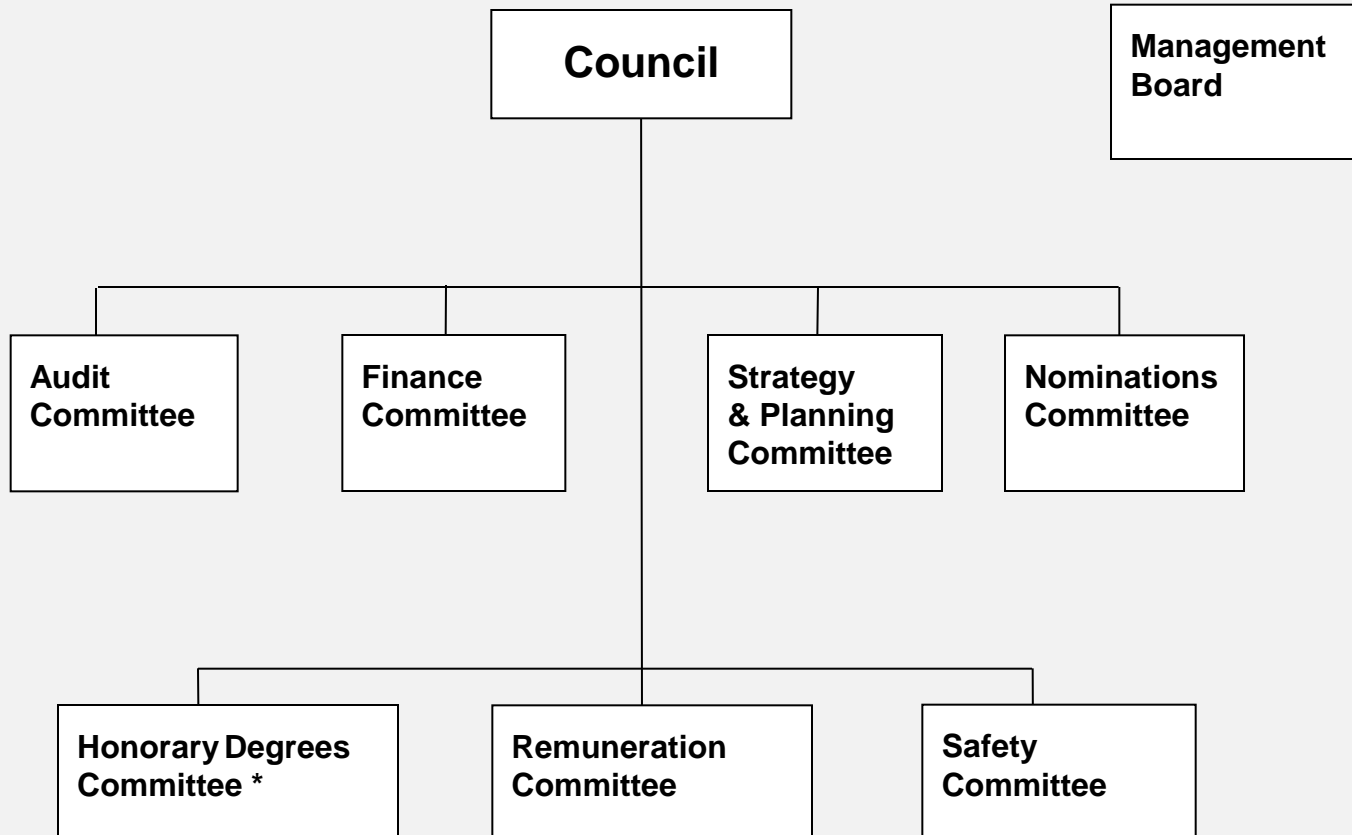 Council
Management
Board
Audit
Committee
Finance
Committee
Strategy
& Planning
Committee
Nominations
Committee
Honorary Degrees
Committee *
Remuneration
Committee
Safety
Committee